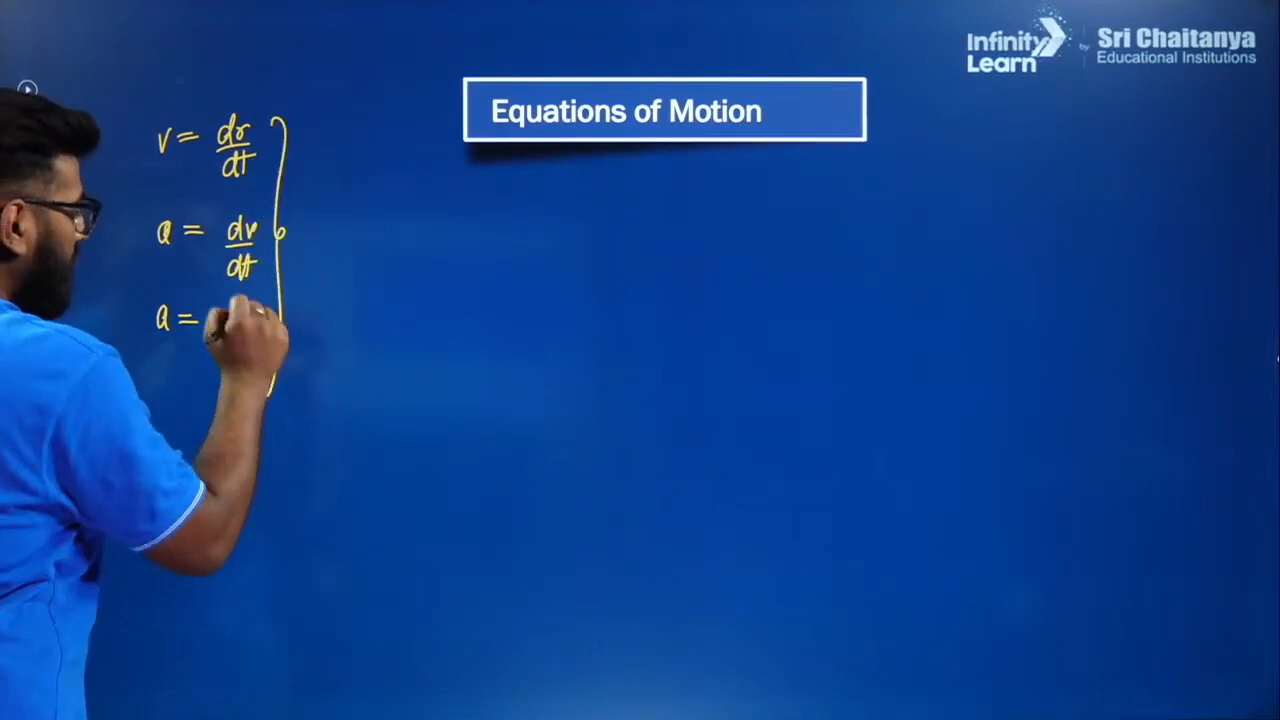 Infinity Learn by Sri Chaitanya Educational Institutions
Equations of Motion
v = dr/dt
a = dv/dt
a =